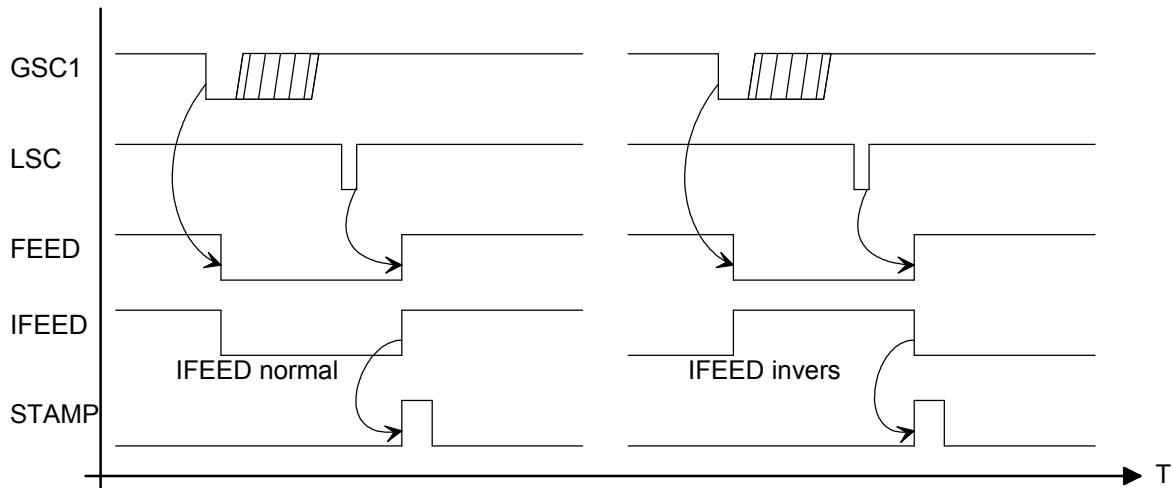 GSC1
LSC
FEED
IFEED
IFEED normal
IFEED invers
STAMP
T